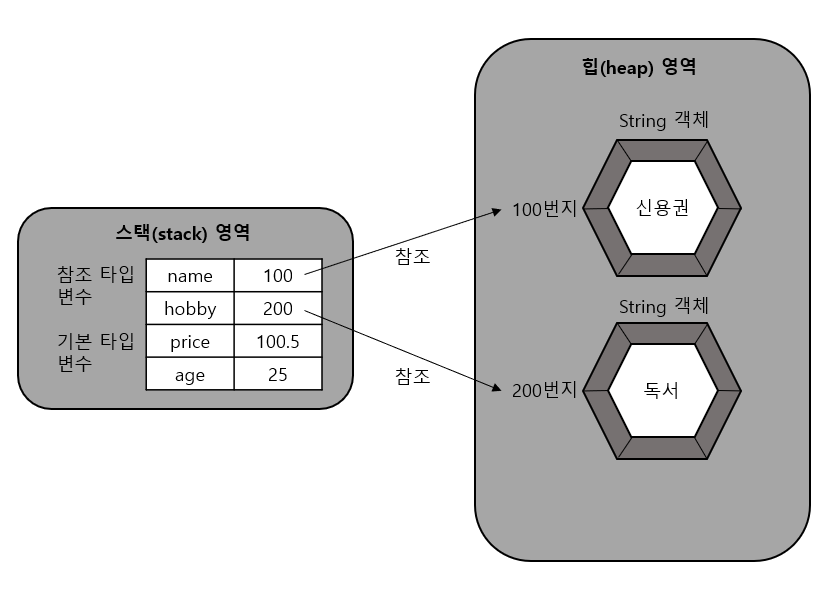 힙(heap) 영역
String 객체
100번지
신용권
스택(stack) 영역
참조
참조 타입
변수
name 100
hobby 200
기본 타입
변수
price 100.5
age 25
String 객체
참조
200번지
독서